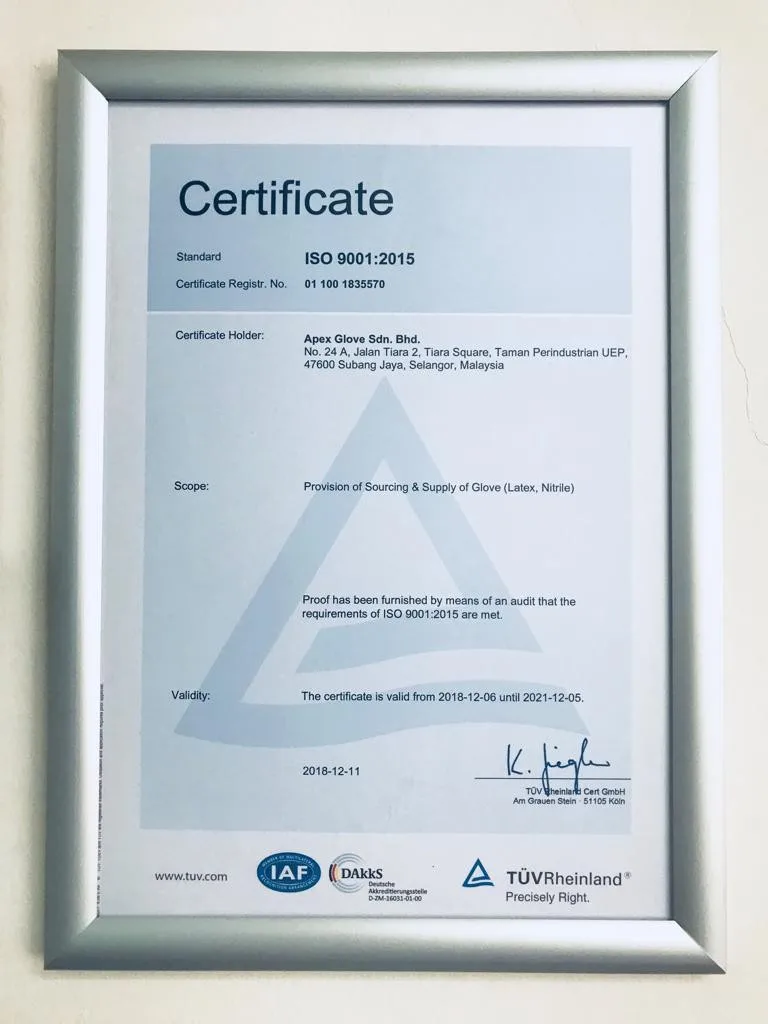 Certificate
Standard ISO 9001:2015
Certificate Registr. No. 01 100 1835570
Certificate Holder: Apex Glove Sdn. Bhd.
No. 24 A, Jalan Tiara 2, Tiara Square, Taman Perindustrian UEP,
47600 Subang Jaya, Selangor, Malaysia
Scope: Provision of Sourcing & Supply of Glove (Latex, Nitrile)
Proof has been furnished by means of an audit that the
requirements of ISO 9001:2015 are met.
Validity: The certificate is valid from 2018-12-06 until 2021-12-05.
2018-12-11
TÜV Rheinland Cert GmbH
Am Grauen Stein · 51105 Köln
www.tuv.com
MEMBER OF MULTILATERAL
IAF
RECOGNITION ARRANGEMENT
DAkkS
Deutsche
Akkreditierungsstelle
D-ZM-16031-01-00
TÜVRheinland®
Precisely Right.